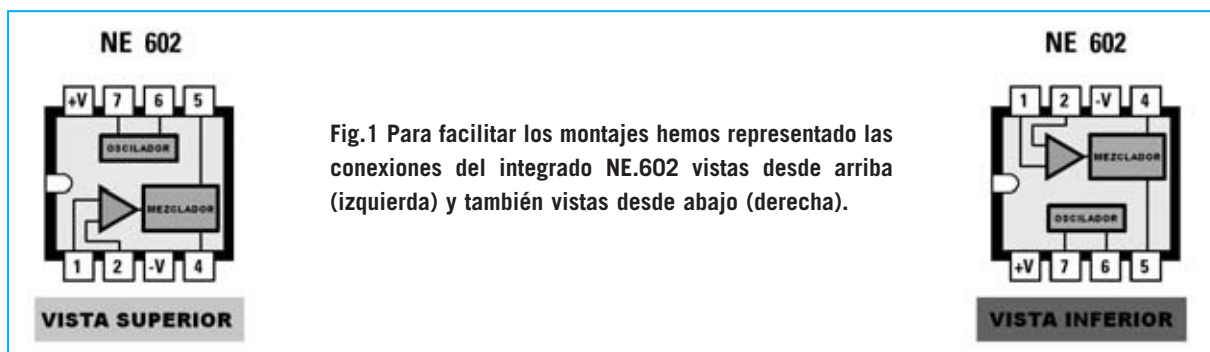 NE 602
+V 7 6 5
OSCILADOR
MEZCLADOR
1 2 -V 4
VISTA SUPERIOR
Fig.1 Para facilitar los montajes hemos representado las
conexiones del integrado NE.602 vistas desde arriba
(izquierda) y también vistas desde abajo (derecha).
NE 602
1 2 -V 4
MEZCLADOR
OSCILADOR
+V 7 6 5
VISTA INFERIOR